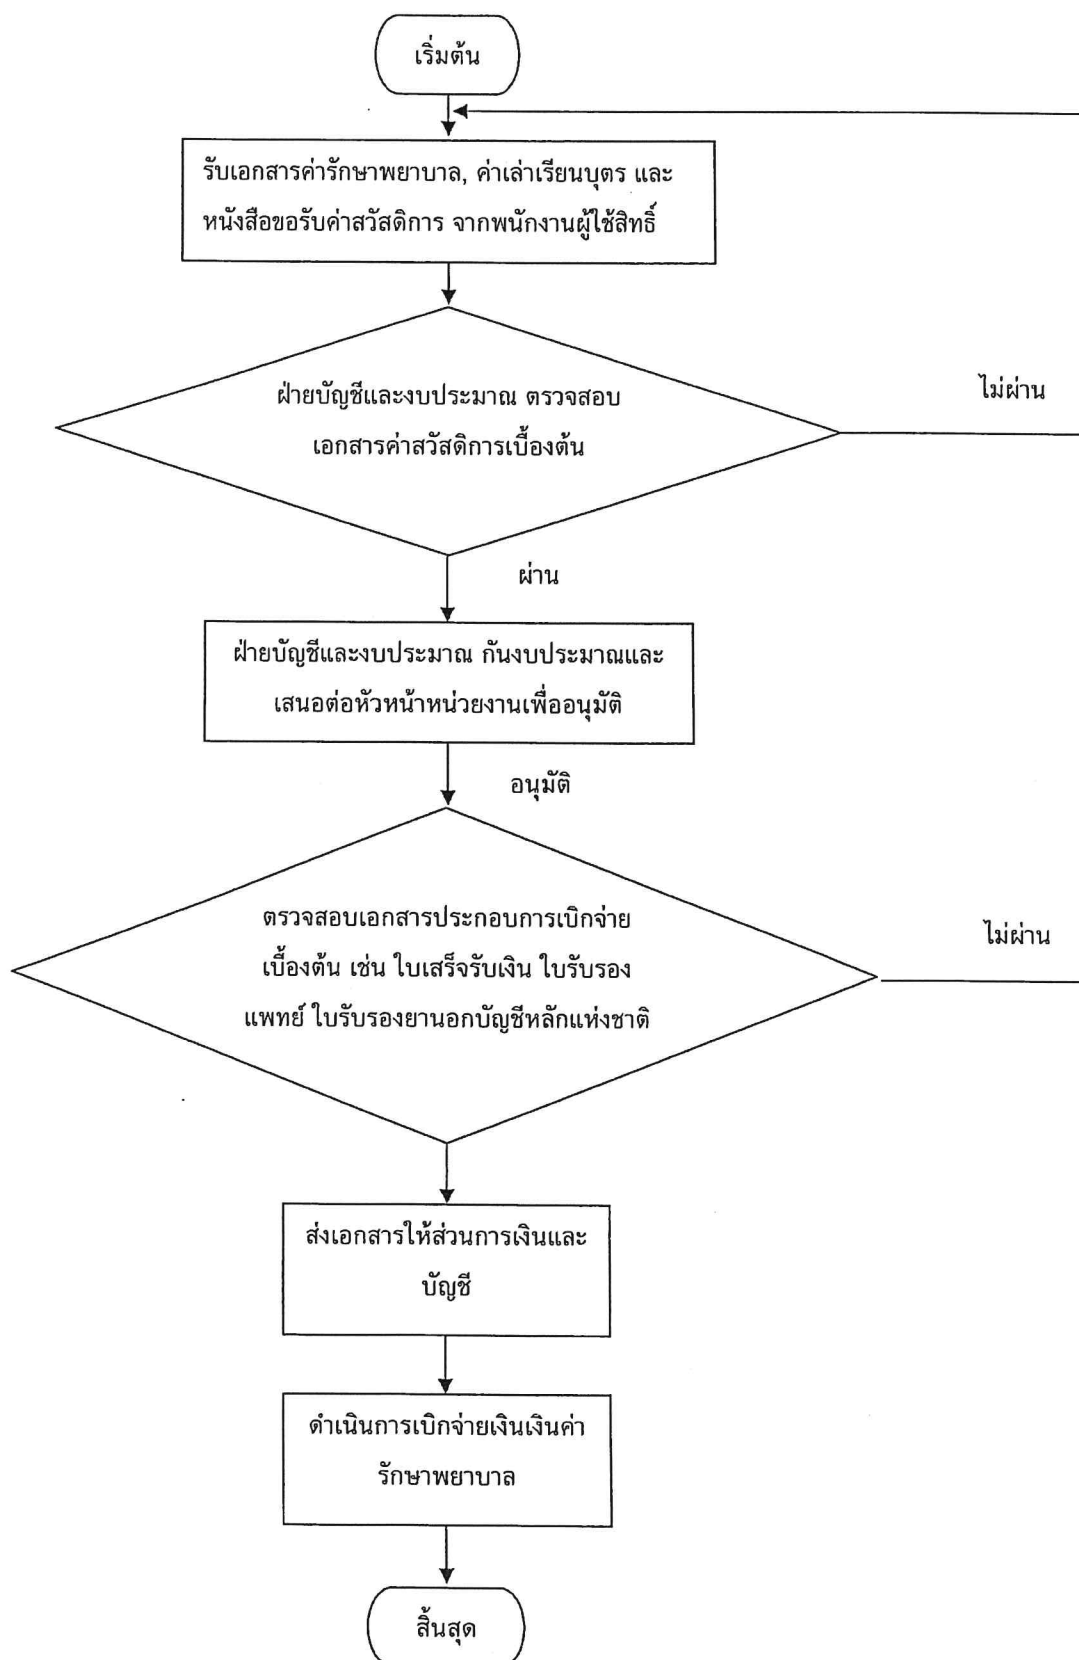 เริ่มต้น
รับเอกสารค่ารักษาพยาบาล, ค่าเล่าเรียนบุตร และ
หนังสือขอรับค่าสวัสดิการ จากพนักงานผู้ใช้สิทธิ์
ฝ่ายบัญชีและงบประมาณ ตรวจสอบ
เอกสารค่าสวัสดิการเบื้องต้น
ไม่ผ่าน
ผ่าน
ฝ่ายบัญชีและงบประมาณ กันงบประมาณและ
เสนอต่อหัวหน้าหน่วยงานเพื่ออนุมัติ
อนุมัติ
ตรวจสอบเอกสารประกอบการเบิกจ่าย
เบื้องต้น เช่น ใบเสร็จรับเงิน ใบรับรอง
แพทย์ ใบรับรองยานอกบัญชีหลักแห่งชาติ
ไม่ผ่าน
ส่งเอกสารให้ส่วนการเงินและ
บัญชี
ดำเนินการเบิกจ่ายเงินเงินค่า
รักษาพยาบาล
สิ้นสุด